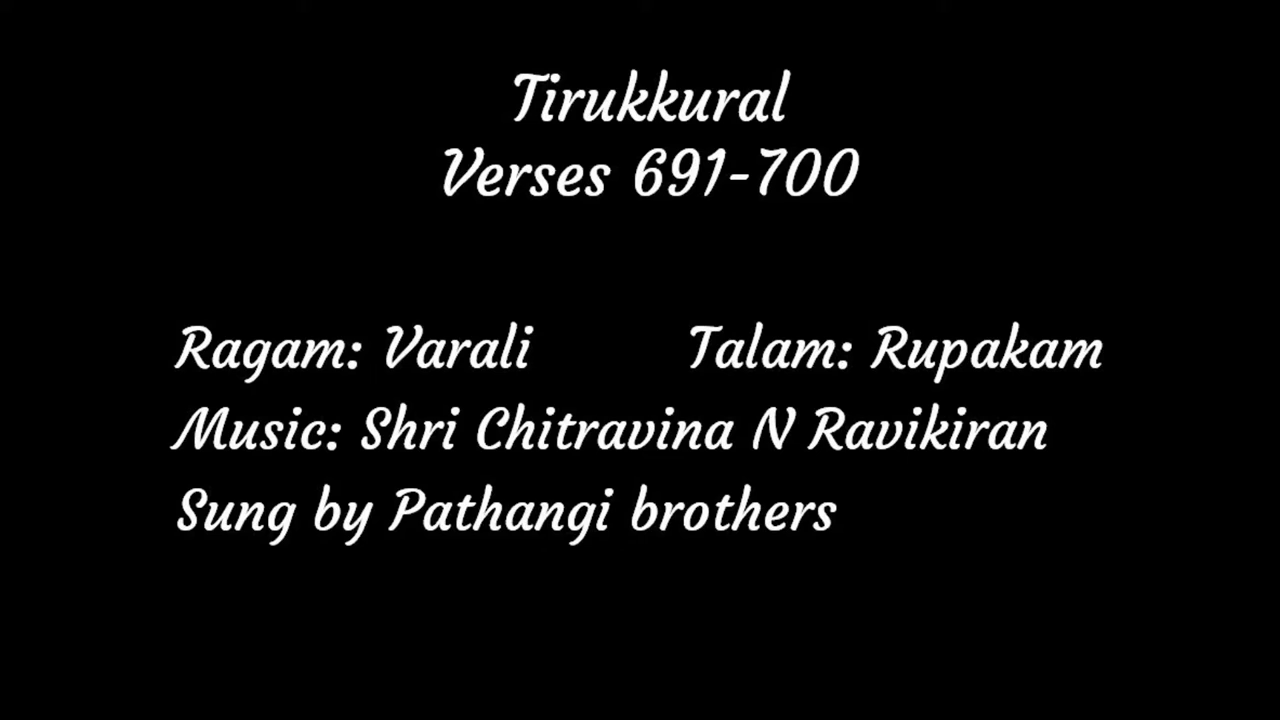 Tirukkural
Verses 691-700
Ragam: Varali Talam: Rupakam
Music: Shri Chitravina N Ravikiran
Sung by Pathangi brothers